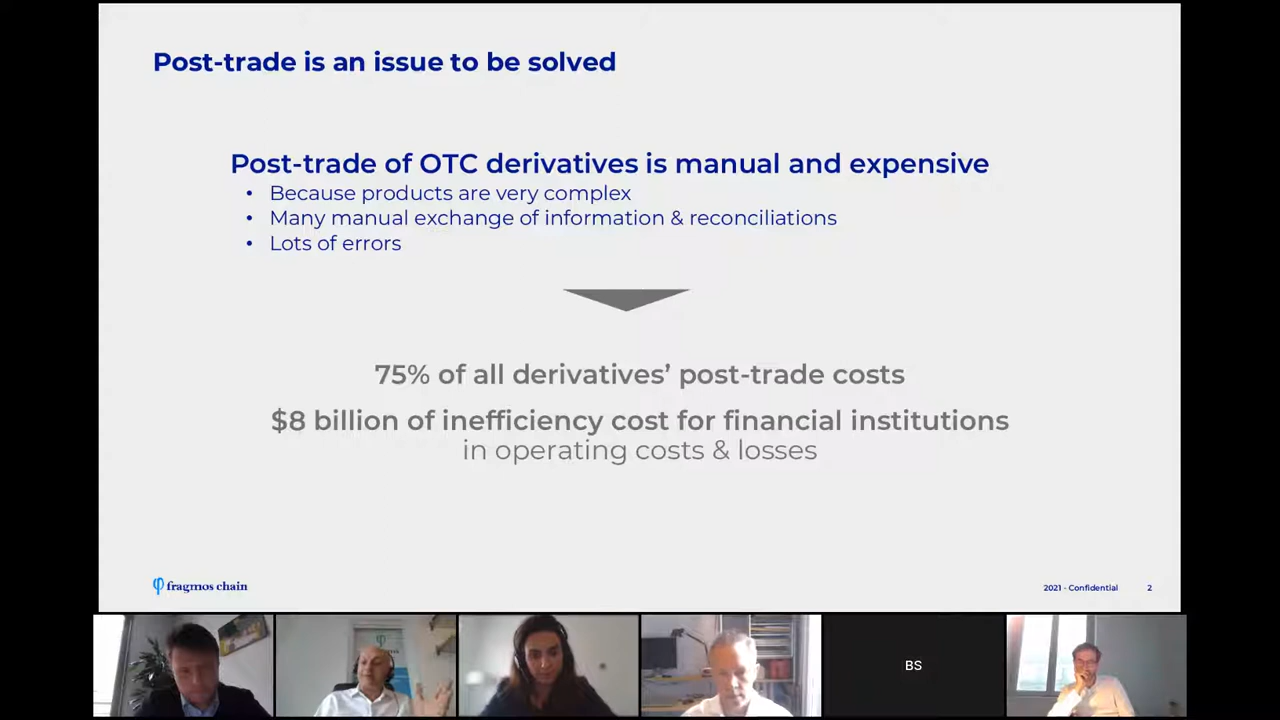 Post-trade is an issue to be solved
Post-trade of OTC derivatives is manual and expensive
• Because products are very complex
• Many manual exchange of information & reconciliations
• Lots of errors
75% of all derivatives’ post-trade costs
$8 billion of inefficiency cost for financial institutions
in operating costs & losses
fragmos chain
2021 - Confidential 2
BS